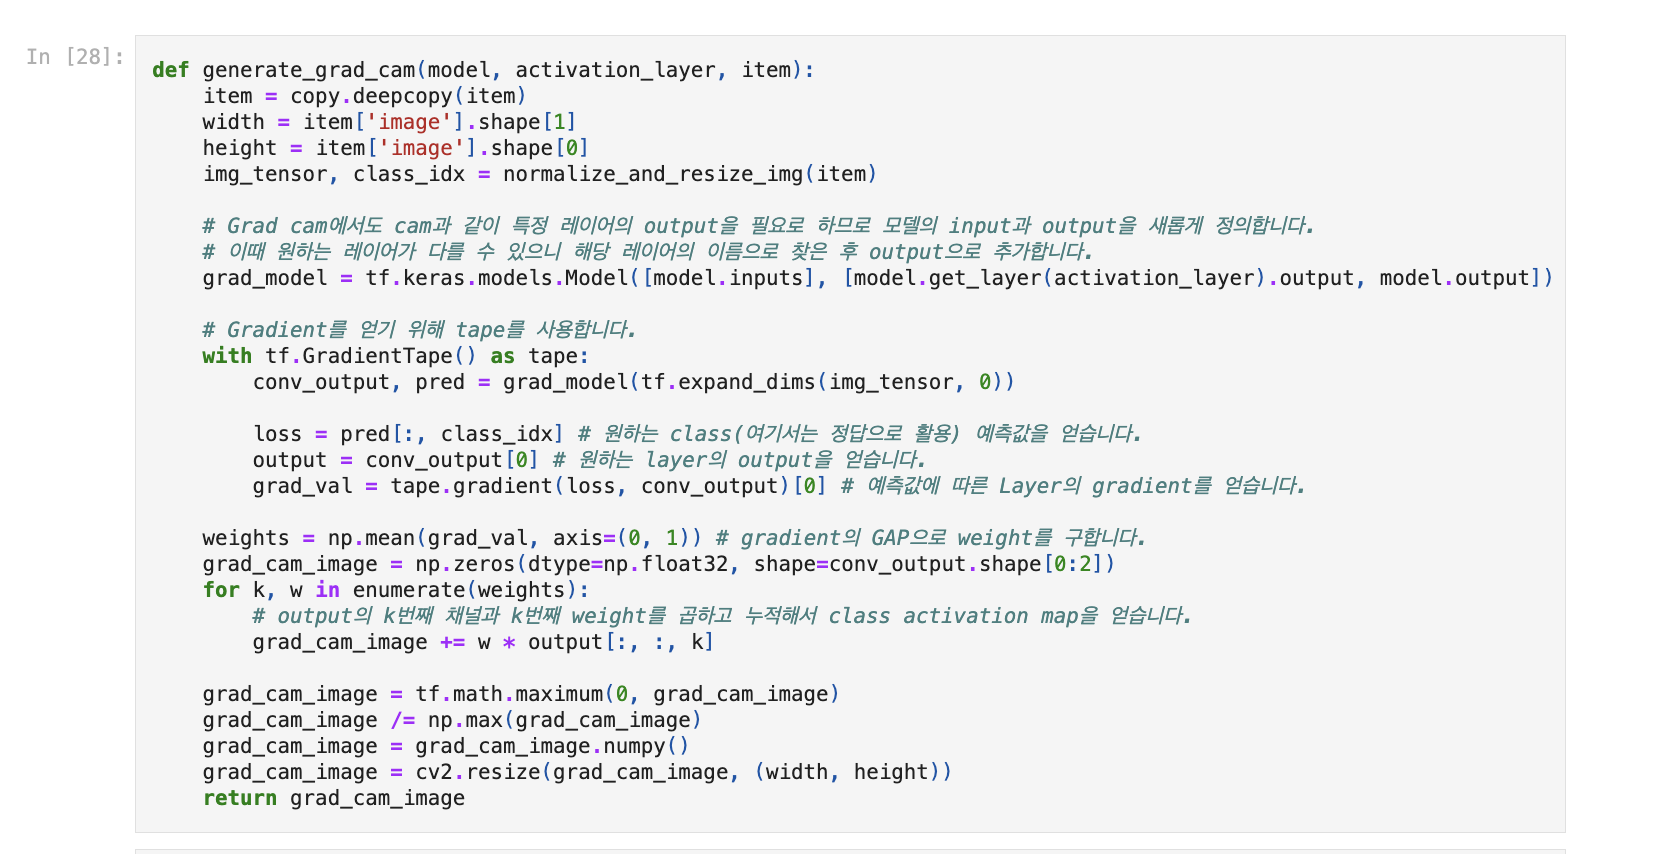 In [28]:
def generate_grad_cam(model, activation_layer, item):
    item = copy.deepcopy(item)
    width = item['image'].shape[1]
    height = item['image'].shape[0]
    img_tensor, class_idx = normalize_and_resize_img(item)

    # Grad cam에서도 cam과 같이 특정 레이어의 output을 필요로 하므로 모델의 input과 output을 새롭게 정의합니다.
    # 이때 원하는 레이어가 다를 수 있으니 해당 레이어의 이름으로 찾은 후 output으로 추가합니다.
    grad_model = tf.keras.models.Model([model.inputs], [model.get_layer(activation_layer).output, model.output])

    # Gradient를 얻기 위해 tape를 사용합니다.
    with tf.GradientTape() as tape:
        conv_output, pred = grad_model(tf.expand_dims(img_tensor, 0))

        loss = pred[:, class_idx] # 원하는 class(여기서는 정답으로 활용) 예측값을 얻습니다.
        output = conv_output[0] # 원하는 layer의 output을 얻습니다.
        grad_val = tape.gradient(loss, conv_output)[0] # 예측값에 따른 Layer의 gradient를 얻습니다.

    weights = np.mean(grad_val, axis=(0, 1)) # gradient의 GAP으로 weight를 구합니다.
    grad_cam_image = np.zeros(dtype=np.float32, shape=conv_output.shape[0:2])
    for k, w in enumerate(weights):
        # output의 k번째 채널과 k번째 weight를 곱하고 누적해서 class activation map을 얻습니다.
        grad_cam_image += w * output[:, :, k]

    grad_cam_image = tf.math.maximum(0, grad_cam_image)
    grad_cam_image /= np.max(grad_cam_image)
    grad_cam_image = grad_cam_image.numpy()
    grad_cam_image = cv2.resize(grad_cam_image, (width, height))
    return grad_cam_image